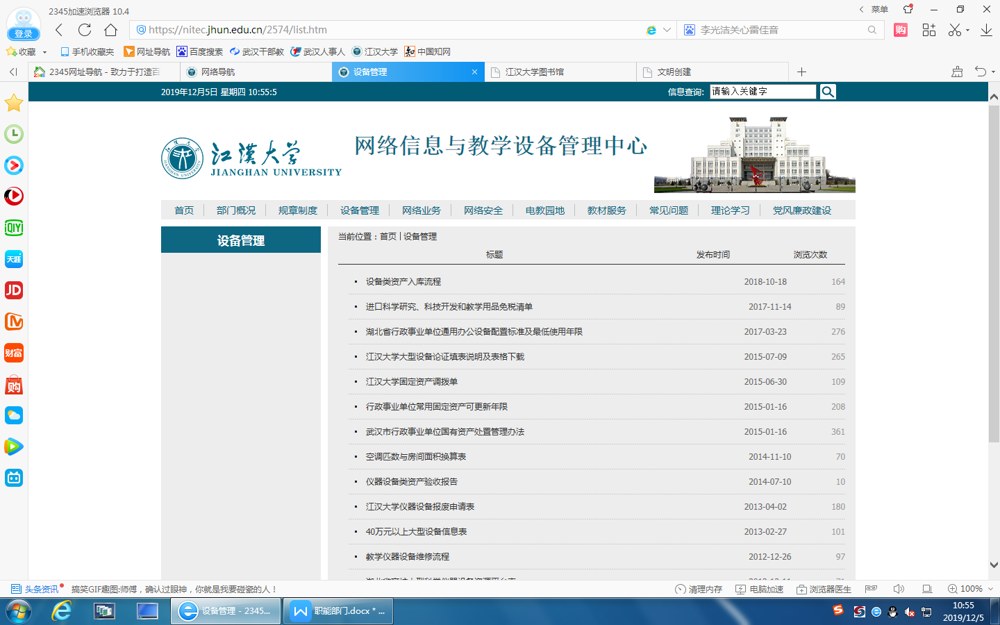 2345加速浏览器 10.4
菜单
登录
https://nitec.jhun.edu.cn/2574/list.htm
李光洁关心雷佳音
购
收藏 手机收藏夹 网址导航 百度搜索 武汉干部教 武汉人事人 江汉大学 中国知网
2345网址导航 - 致力于打造百 网络导航 设备管理 江汉大学图书馆 文明创建
2019年12月5日 星期四 10:55:5
信息查询: 请输入关键字
江汉大学
JIANGHAN UNIVERSITY
网络信息与教学设备管理中心
首页 部门概况 规章制度 设备管理 网络业务 网络安全 电教园地 教材服务 常见问题 理论学习 党风廉政建设
设备管理
当前位置：首页 | 设备管理
标题 发布时间 浏览次数
设备类资产入库流程 2018-10-18 164
进口科学研究、科技开发和教学用品免税清单 2017-11-14 89
湖北省行政事业单位通用办公设备配置标准及最低使用年限 2017-03-23 276
江汉大学大型设备论证填表说明及表格下载 2015-07-09 265
江汉大学固定资产调拨单 2015-06-30 109
行政事业单位常用固定资产可更新年限 2015-01-16 208
武汉市行政事业单位国有资产处置管理办法 2015-01-16 361
空调匹数与房间面积换算表 2014-11-10 70
仪器设备类资产验收报告 2014-07-10 10
江汉大学仪器设备报废申请表 2013-04-02 180
40万元以上大型设备信息表 2013-02-27 101
教学仪器设备维修流程 2012-12-26 97
iQIYI
天涯
JD
财富
购
头条资讯 搞笑GIF趣图:师傅，确认过眼神，你就是我要碰瓷的人！
清理内存 电脑加速 浏览器医生 100%
设备管理 - 2345...
职能部门.docx * ...
10:55
2019/12/5